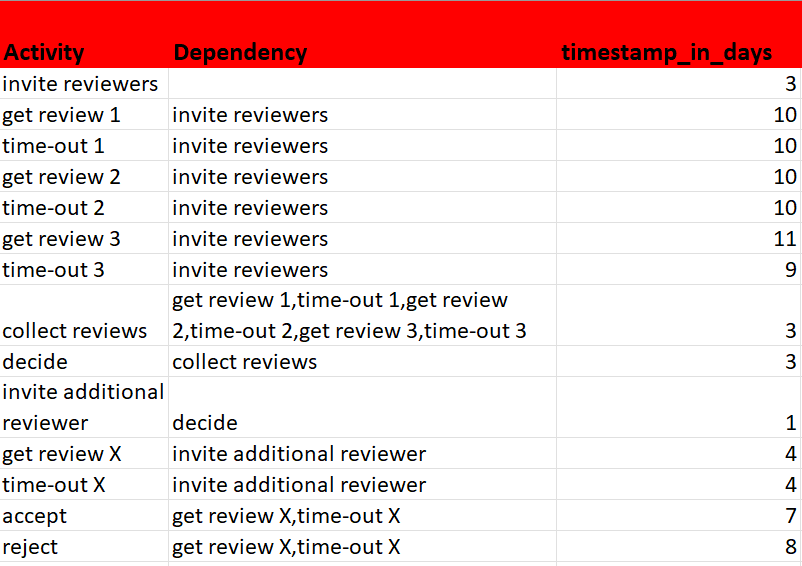 Activity Dependency timestamp_in_days
invite reviewers 3
get review 1 invite reviewers 10
time-out 1 invite reviewers 10
get review 2 invite reviewers 10
time-out 2 invite reviewers 10
get review 3 invite reviewers 11
time-out 3 invite reviewers 9
get review 1,time-out 1,get review
collect reviews 2,time-out 2,get review 3,time-out 3 3
decide collect reviews 3
invite additional
reviewer decide 1
get review X invite additional reviewer 4
time-out X invite additional reviewer 4
accept get review X,time-out X 7
reject get review X,time-out X 8